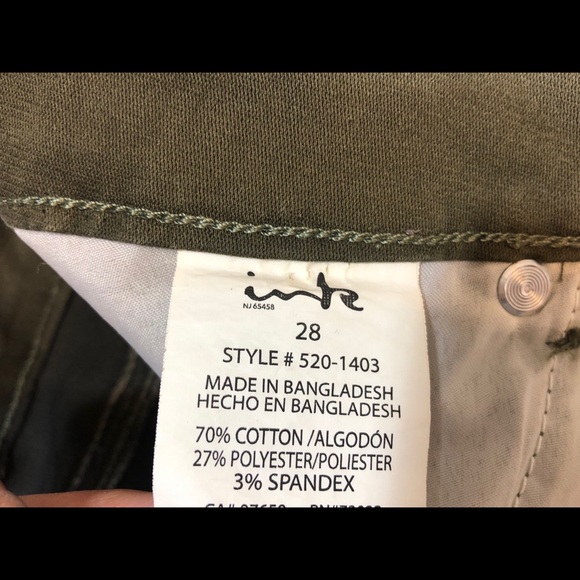 ink
NJ 65458
28
STYLE # 520-1403
MADE IN BANGLADESH
HECHO EN BANGLADESH
70% COTTON /ALGODÓN
27% POLYESTER/POLIESTER
3% SPANDEX